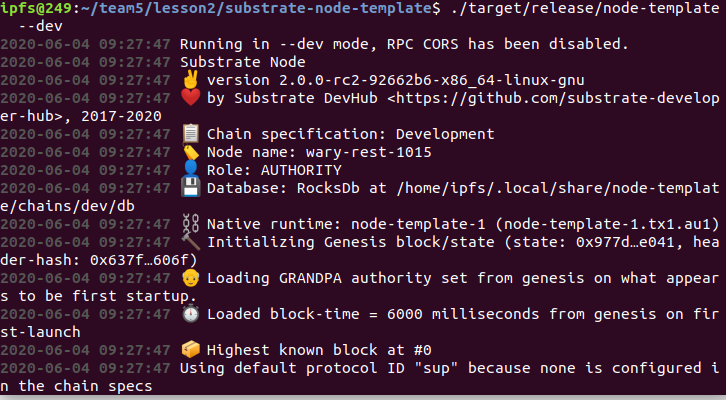 ipfs@249:~/team5/lesson2/substrate-node-template$ ./target/release/node-template
--dev
2020-06-04 09:27:47 Running in --dev mode, RPC CORS has been disabled.
2020-06-04 09:27:47 Substrate Node
2020-06-04 09:27:47 ✌️ version 2.0.0-rc2-92662b6-x86_64-linux-gnu
2020-06-04 09:27:47 ❤️ by Substrate DevHub <https://github.com/substrate-develop
er-hub>, 2017-2020
2020-06-04 09:27:47 📋 Chain specification: Development
2020-06-04 09:27:47 🏷 Node name: wary-rest-1015
2020-06-04 09:27:47 👤 Role: AUTHORITY
2020-06-04 09:27:47 💾 Database: RocksDb at /home/ipfs/.local/share/node-templat
e/chains/dev/db
2020-06-04 09:27:47 ⛓ Native runtime: node-template-1 (node-template-1.tx1.au1)
2020-06-04 09:27:47 🔨 Initializing Genesis block/state (state: 0x977d…e041, hea
der-hash: 0x637f…606f)
2020-06-04 09:27:47 👴 Loading GRANDPA authority set from genesis on what appear
s to be first startup.
2020-06-04 09:27:47 ⏱ Loaded block-time = 6000 milliseconds from genesis on fir
st-launch
2020-06-04 09:27:47 📦 Highest known block at #0
2020-06-04 09:27:47 Using default protocol ID "sup" because none is configured i
n the chain specs